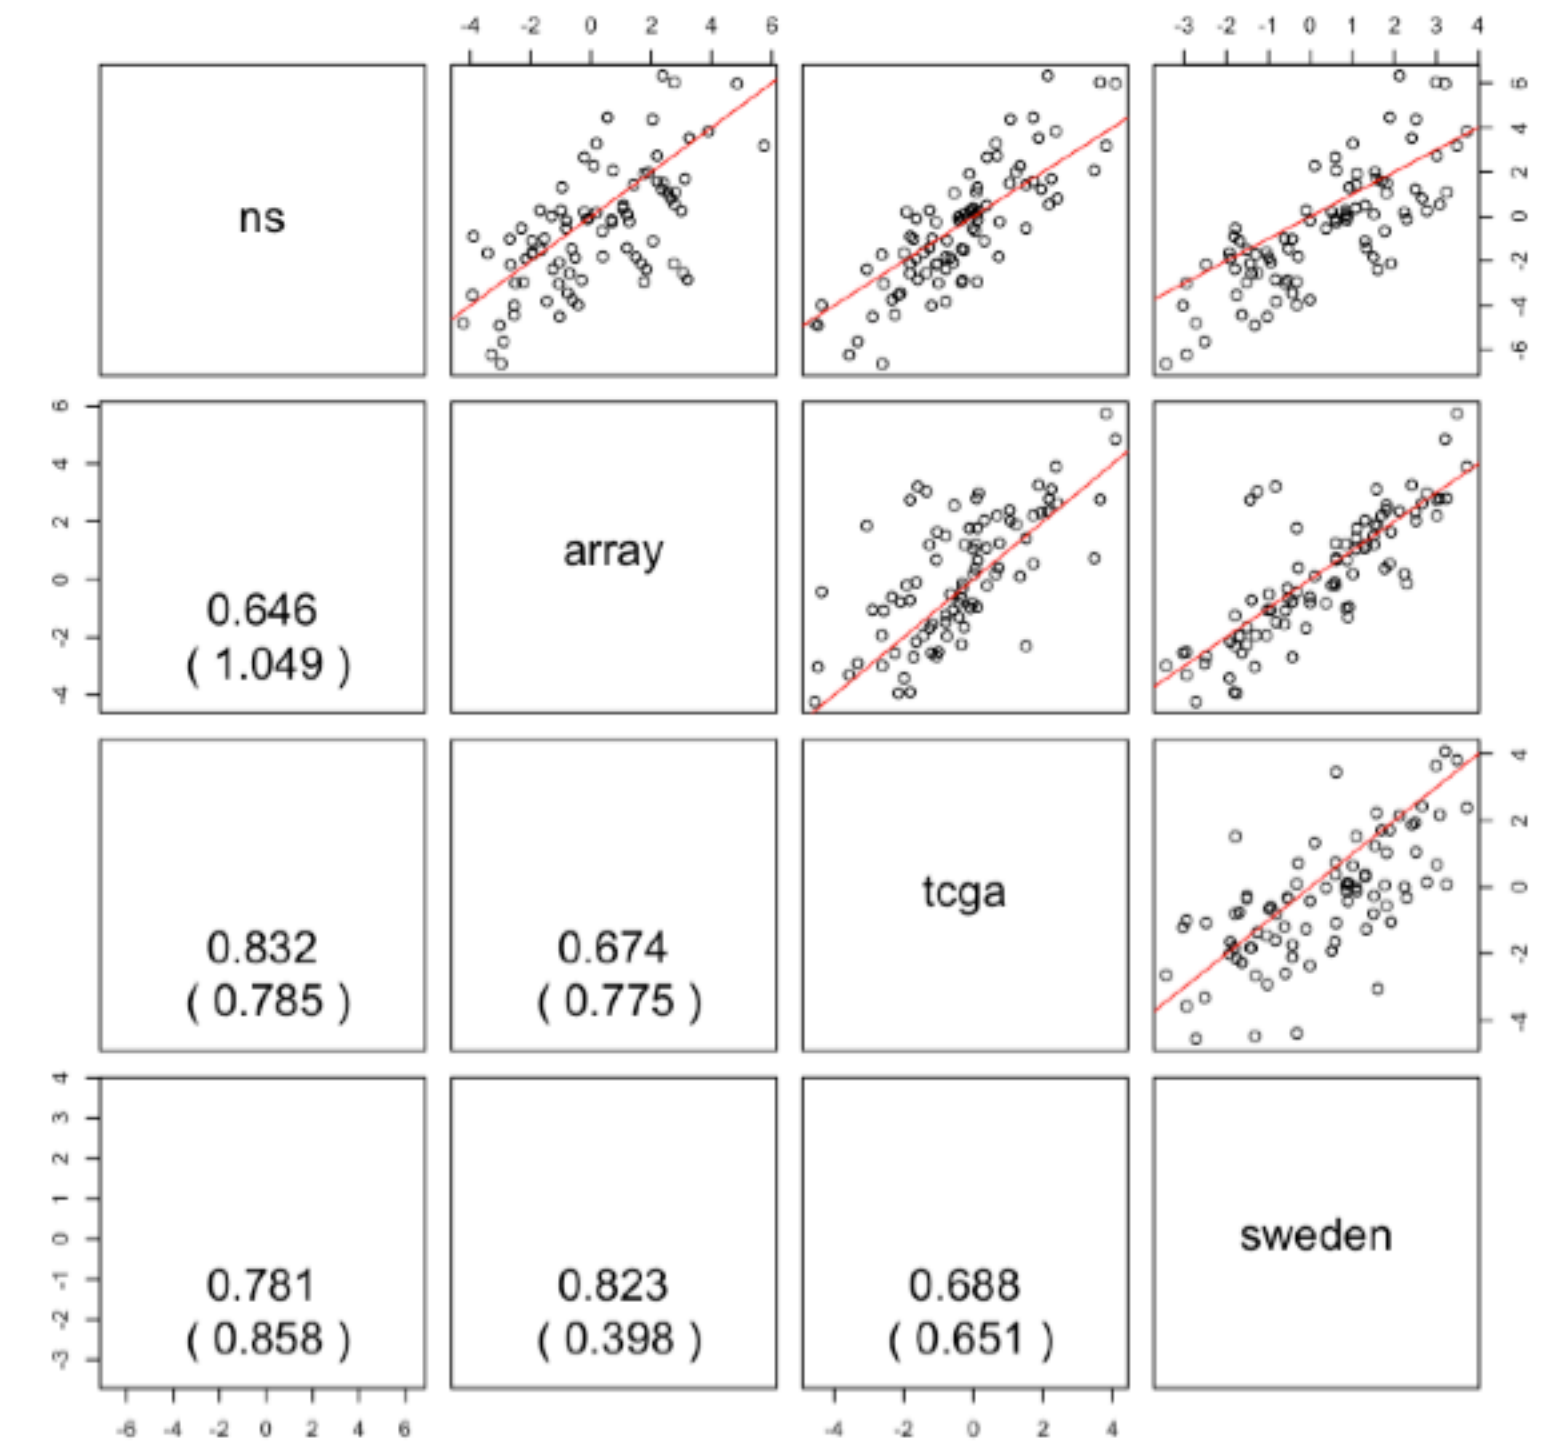 -4 -2 0 2 4 6
-3 -2 -1 0 1 2 3 4
ns
-6 -4 -2 0 2 4 6
-4 -2 0 2 4 6
0.646
( 1.049 )
array
0.832
( 0.785 )
0.674
( 0.775 )
tcga
-4 -2 0 2 4
-3 -2 -1 0 1 2 3 4
0.781
( 0.858 )
0.823
( 0.398 )
0.688
( 0.651 )
sweden
-6 -4 -2 0 2 4 6
-4 -2 0 2 4